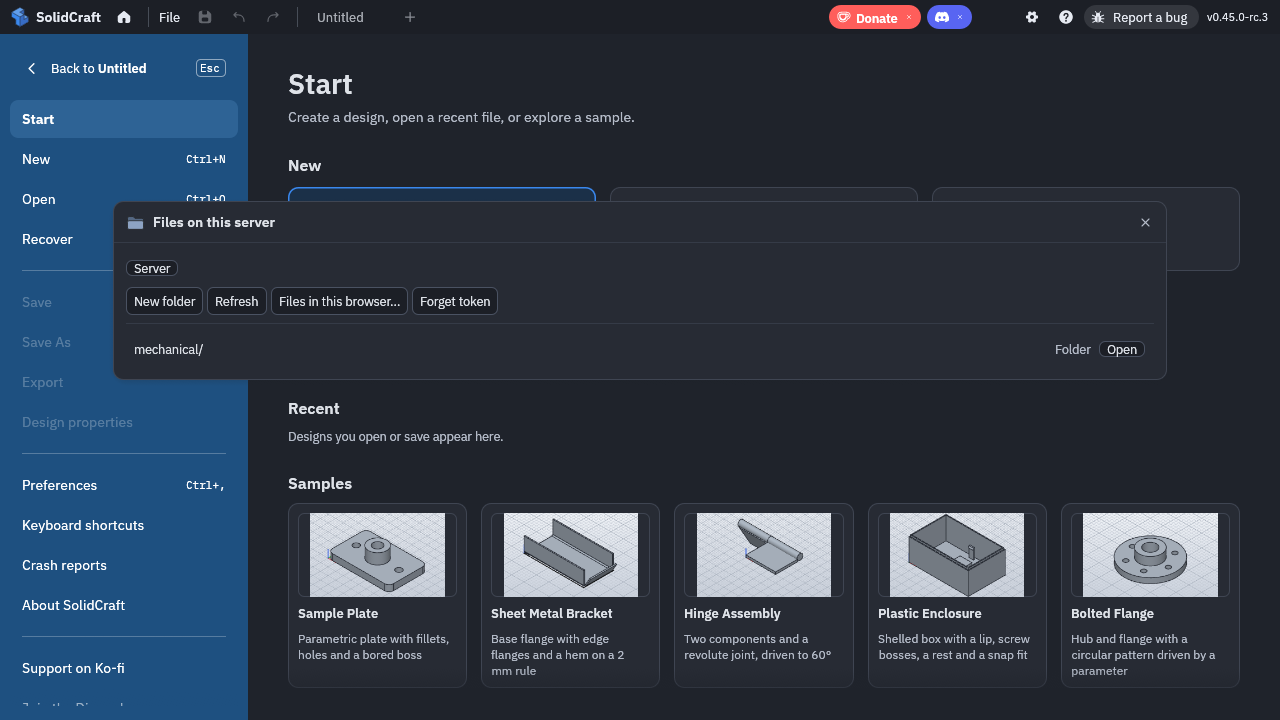 SolidCraft
File
Untitled
Donate ×
×
Report a bug
v0.45.0-rc.3
Back to Untitled
Esc
Start
New
Ctrl+N
Open
Ctrl+O
Recover
Save
Save As
Export
Design properties
Preferences
Ctrl+,
Keyboard shortcuts
Crash reports
About SolidCraft
Support on Ko-fi
Start
Create a design, open a recent file, or explore a sample.
New
Files on this server
Server
New folder
Refresh
Files in this browser...
Forget token
mechanical/
Folder
Open
Recent
Designs you open or save appear here.
Samples
Sample Plate
Parametric plate with fillets,
holes and a bored boss
Sheet Metal Bracket
Base flange with edge
flanges and a hem on a 2
mm rule
Hinge Assembly
Two components and a
revolute joint, driven to 60°
Plastic Enclosure
Shelled box with a lip, screw
bosses, a rest and a snap fit
Bolted Flange
Hub and flange with a
circular pattern driven by a
parameter